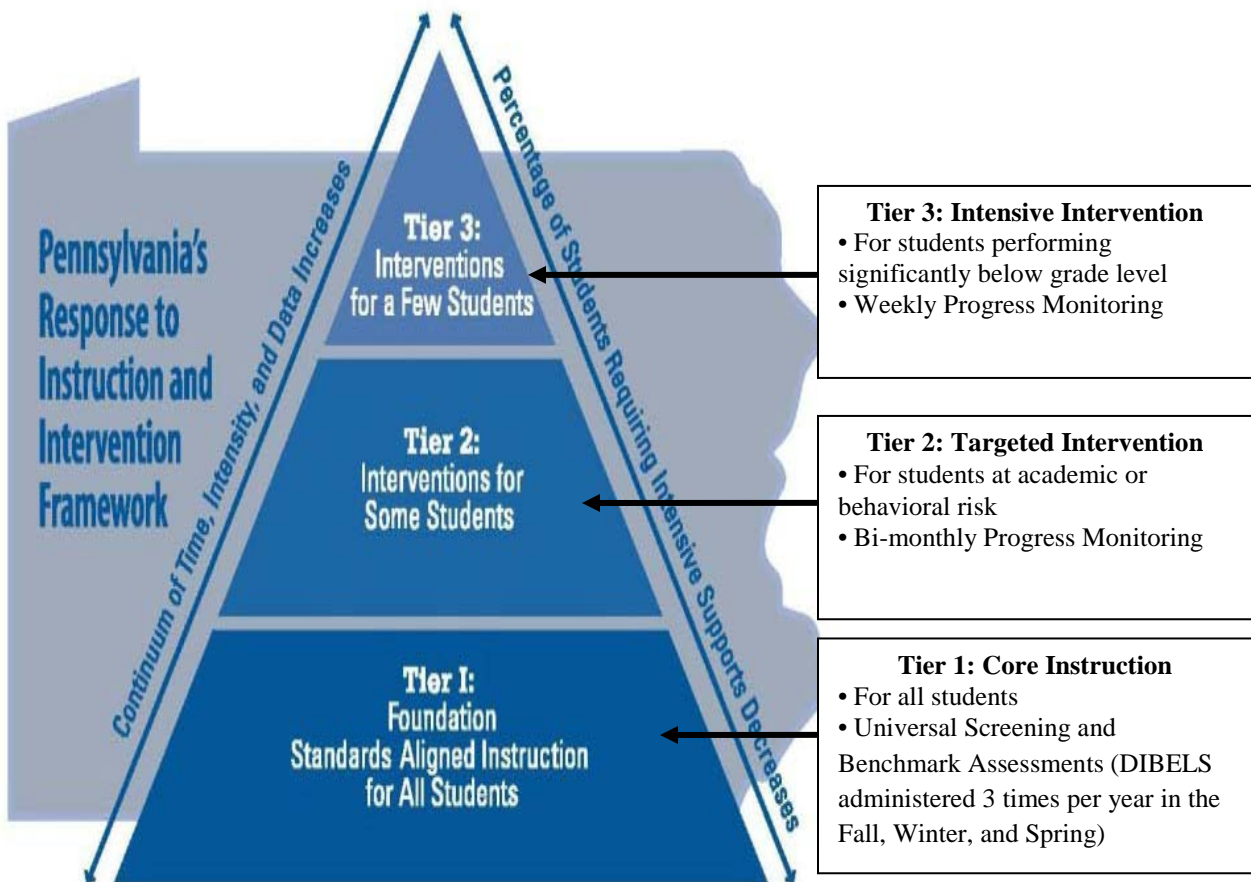 Pennsylvania's
Response to
Instruction and
Intervention
Framework
Continuum of Time, Intensity, and Data Increases
Percentage of Students Requiring Intensive Supports Decreases
Tier 3:
Interventions
for a Few Students
Tier 2:
Interventions for
Some Students
Tier I:
Foundation
Standards Aligned Instruction
for All Students
Tier 3: Intensive Intervention
• For students performing
significantly below grade level
• Weekly Progress Monitoring
Tier 2: Targeted Intervention
• For students at academic or
behavioral risk
• Bi-monthly Progress Monitoring
Tier 1: Core Instruction
• For all students
• Universal Screening and
Benchmark Assessments (DIBELS
administered 3 times per year in the
Fall, Winter, and Spring)